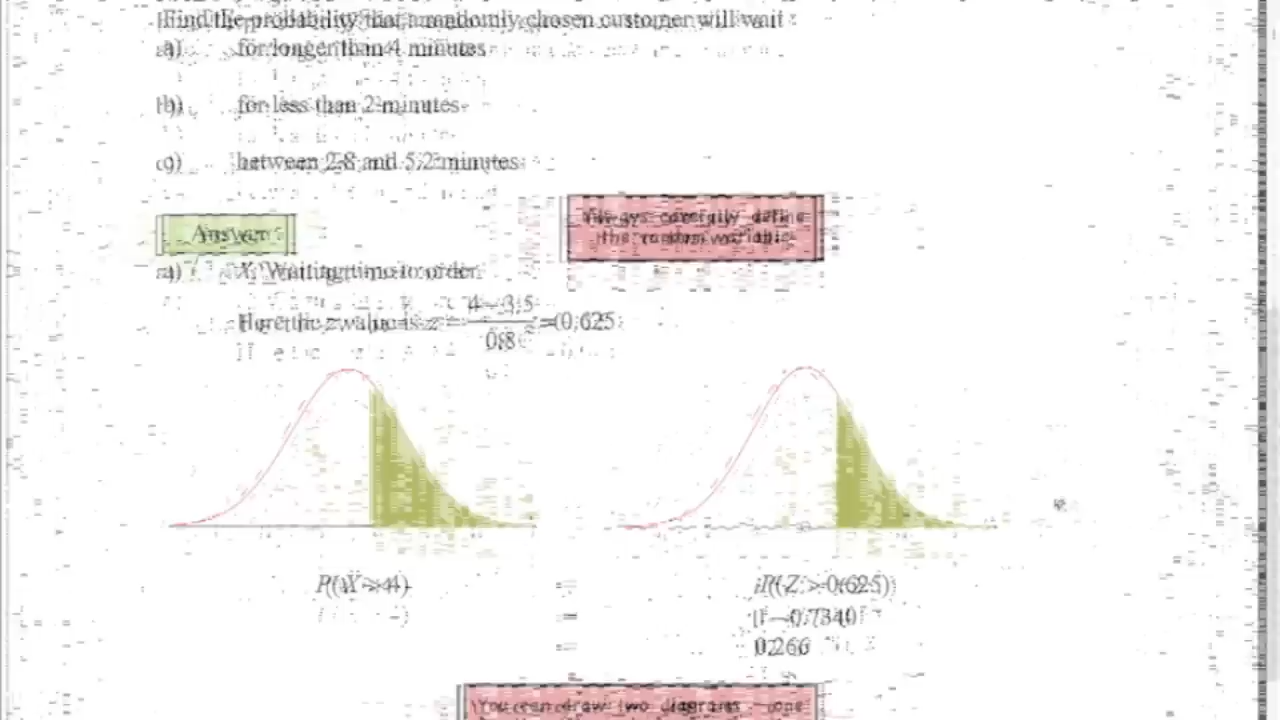 Find the probability that a randomly chosen customer will wait :
a) for longer than 4 minutes
b) for less than 2 minutes
c) between 2.8 and 5.2 minutes
Always carefully define
the random variable
Answer
a) X: Waiting time to order
Here the z value is z = (4 − 3.5)/0.8 = 0.625
P(X > 4) = P(Z > 0.625)
= 1 − 0.7340
= 0.266
You can draw two diagrams - one